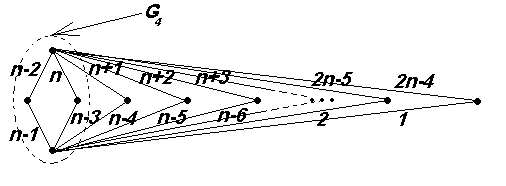 G4
n-2 n n+1 n+2 n+3 2n-5 2n-4
n-1 n-3 n-4 n-5 n-6 2 1